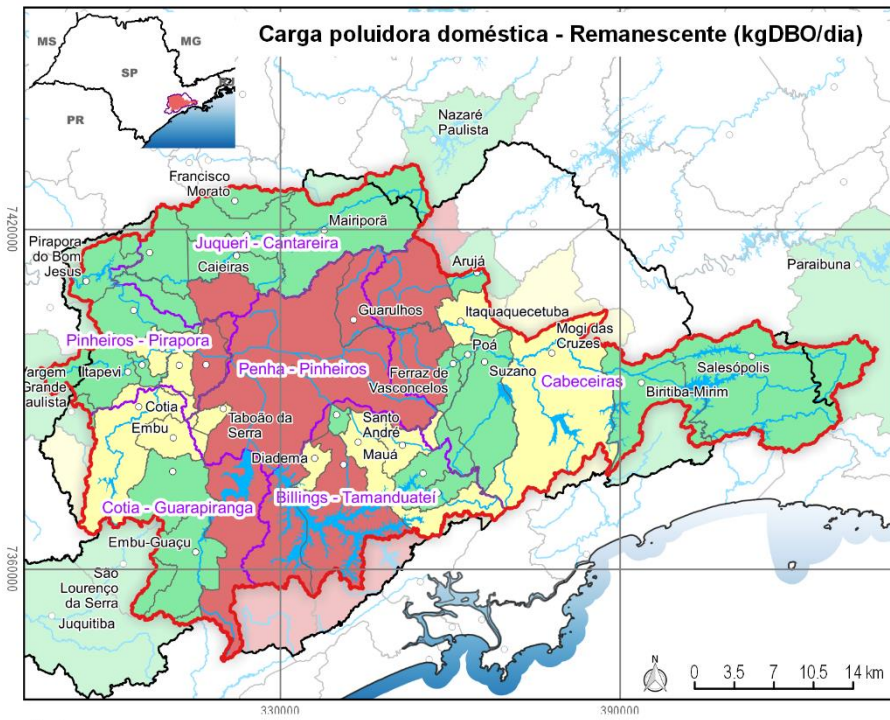 Carga poluidora doméstica - Remanescente (kgDBO/dia)
MS
MG
SP
PR
Nazaré
Paulista
Francisco
Morato
7420000
Mairiporã
Pirapora
do Bom
Jesus
Juqueri - Cantareira
Caieiras
Arujá
Paraibuna
Guarulhos
Itaquaquecetuba
Mogi das
Cruzes
Pinheiros - Pirapora
Poá
Vargem
Grande
Paulista
Itapevi
Penha - Pinheiros
Ferraz de
Vasconcelos
Suzano
Cabeceiras
Salesópolis
Biritiba-Mirim
Cotia
Embu
Taboão da
Serra
Santo
André
Diadema
Mauá
Cotia - Guarapiranga
Billings - Tamanduateí
Embu-Guaçu
7360000
São
Lourenço
da Serra
Juquitiba
N
0 3.5 7 10.5 14 km
330000
390000